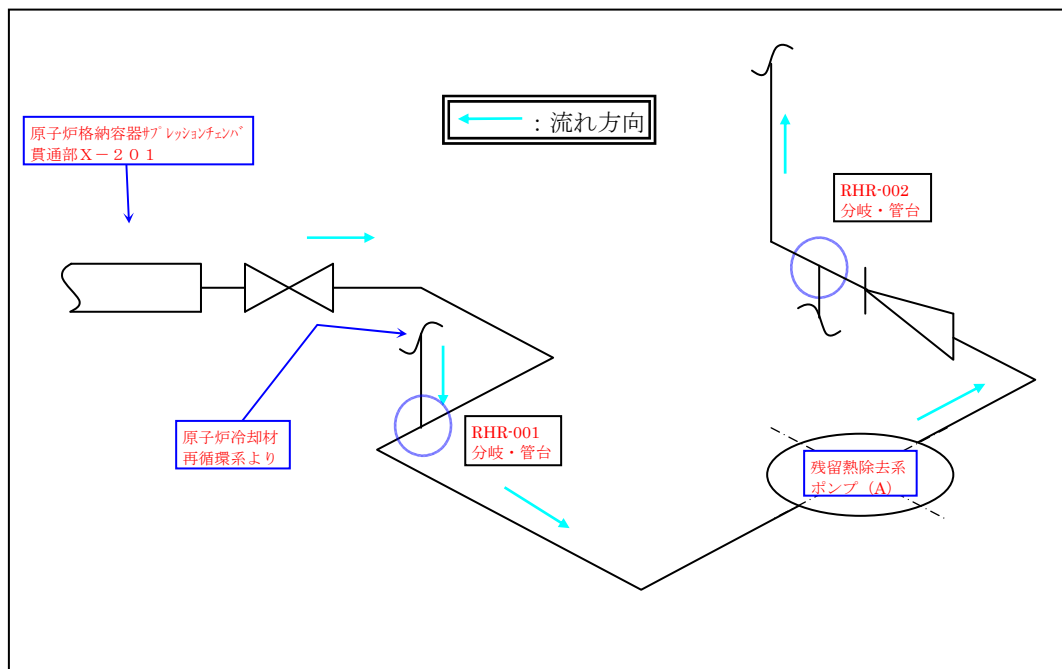 ：流れ方向
原子炉格納容器ｻﾌﾟﾚｯｼｮﾝﾁｪﾝﾊﾞ
貫通部Ｘ－２０１
RHR-002
分岐・管台
原子炉冷却材
再循環系より
RHR-001
分岐・管台
残留熱除去系
ポンプ（A）